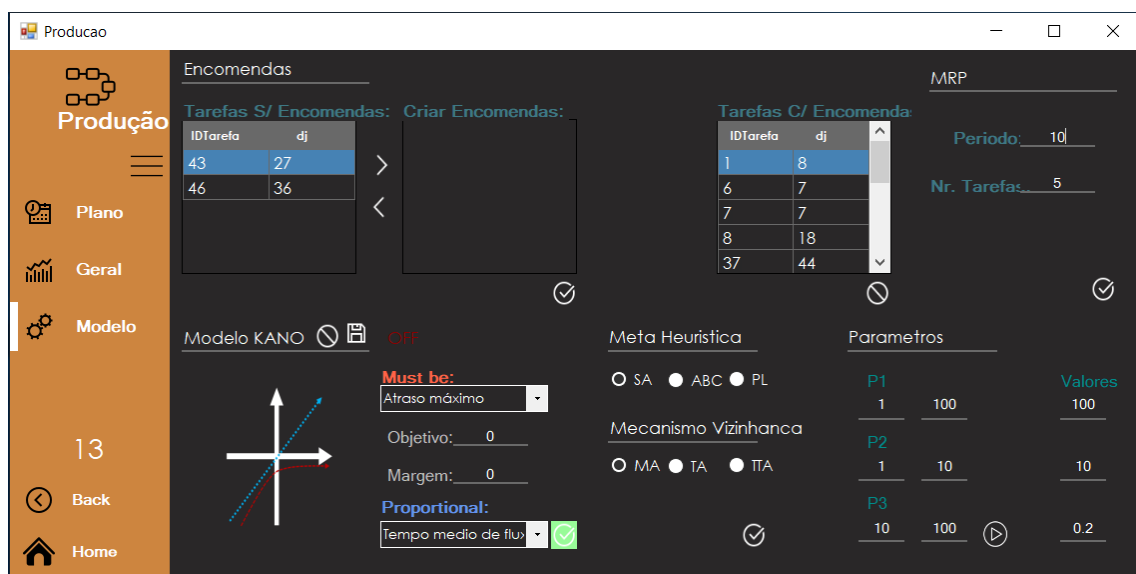 Producao
Produção
Plano
Geral
Modelo
13
Back
Home
Encomendas
Tarefas S/ Encomendas:
IDTarefa dj
43 27
46 36
Criar Encomendas:
Tarefas C/ Encomenda
IDTarefa dj
1 8
6 7
7 7
8 18
37 44
MRP
Periodo: 10
Nr. Tarefas.. 5
Modelo KANO
OFF
Must be:
Atraso máximo
Objetivo: 0
Margem: 0
Proportional:
Tempo medio de flux
Meta Heuristica
SA ABC PL
Mecanismo Vizinhanca
MA TA TTA
Parametros
P1 Valores
1 100 100
P2
1 10 10
P3
10 100 0.2